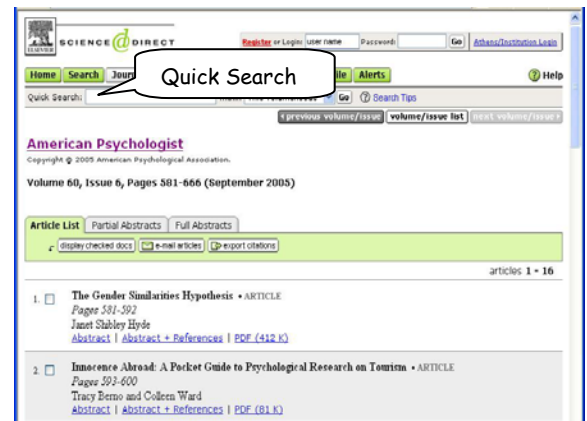 SCIENCE DIRECT
Register or Login: user name Password: Go Athens/Institution Login
Home Search Alerts Help
Quick Search
Quick Search: Go Search Tips
previous volume/issue volume/issue list next volume/issue
American Psychologist
Copyright © 2005 American Psychological Association.
Volume 60, Issue 6, Pages 581-666 (September 2005)
Article List Partial Abstracts Full Abstracts
display checked docs e-mail articles export citations
articles 1 - 16
1. The Gender Similarities Hypothesis • ARTICLE
Pages 581-592
Janet Shibley Hyde
Abstract | Abstract + References | PDF (412 K)
2. Innocence Abroad: A Pocket Guide to Psychological Research on Tourism • ARTICLE
Pages 593-600
Tracy Berno and Colleen Ward
Abstract | Abstract + References | PDF (81 K)